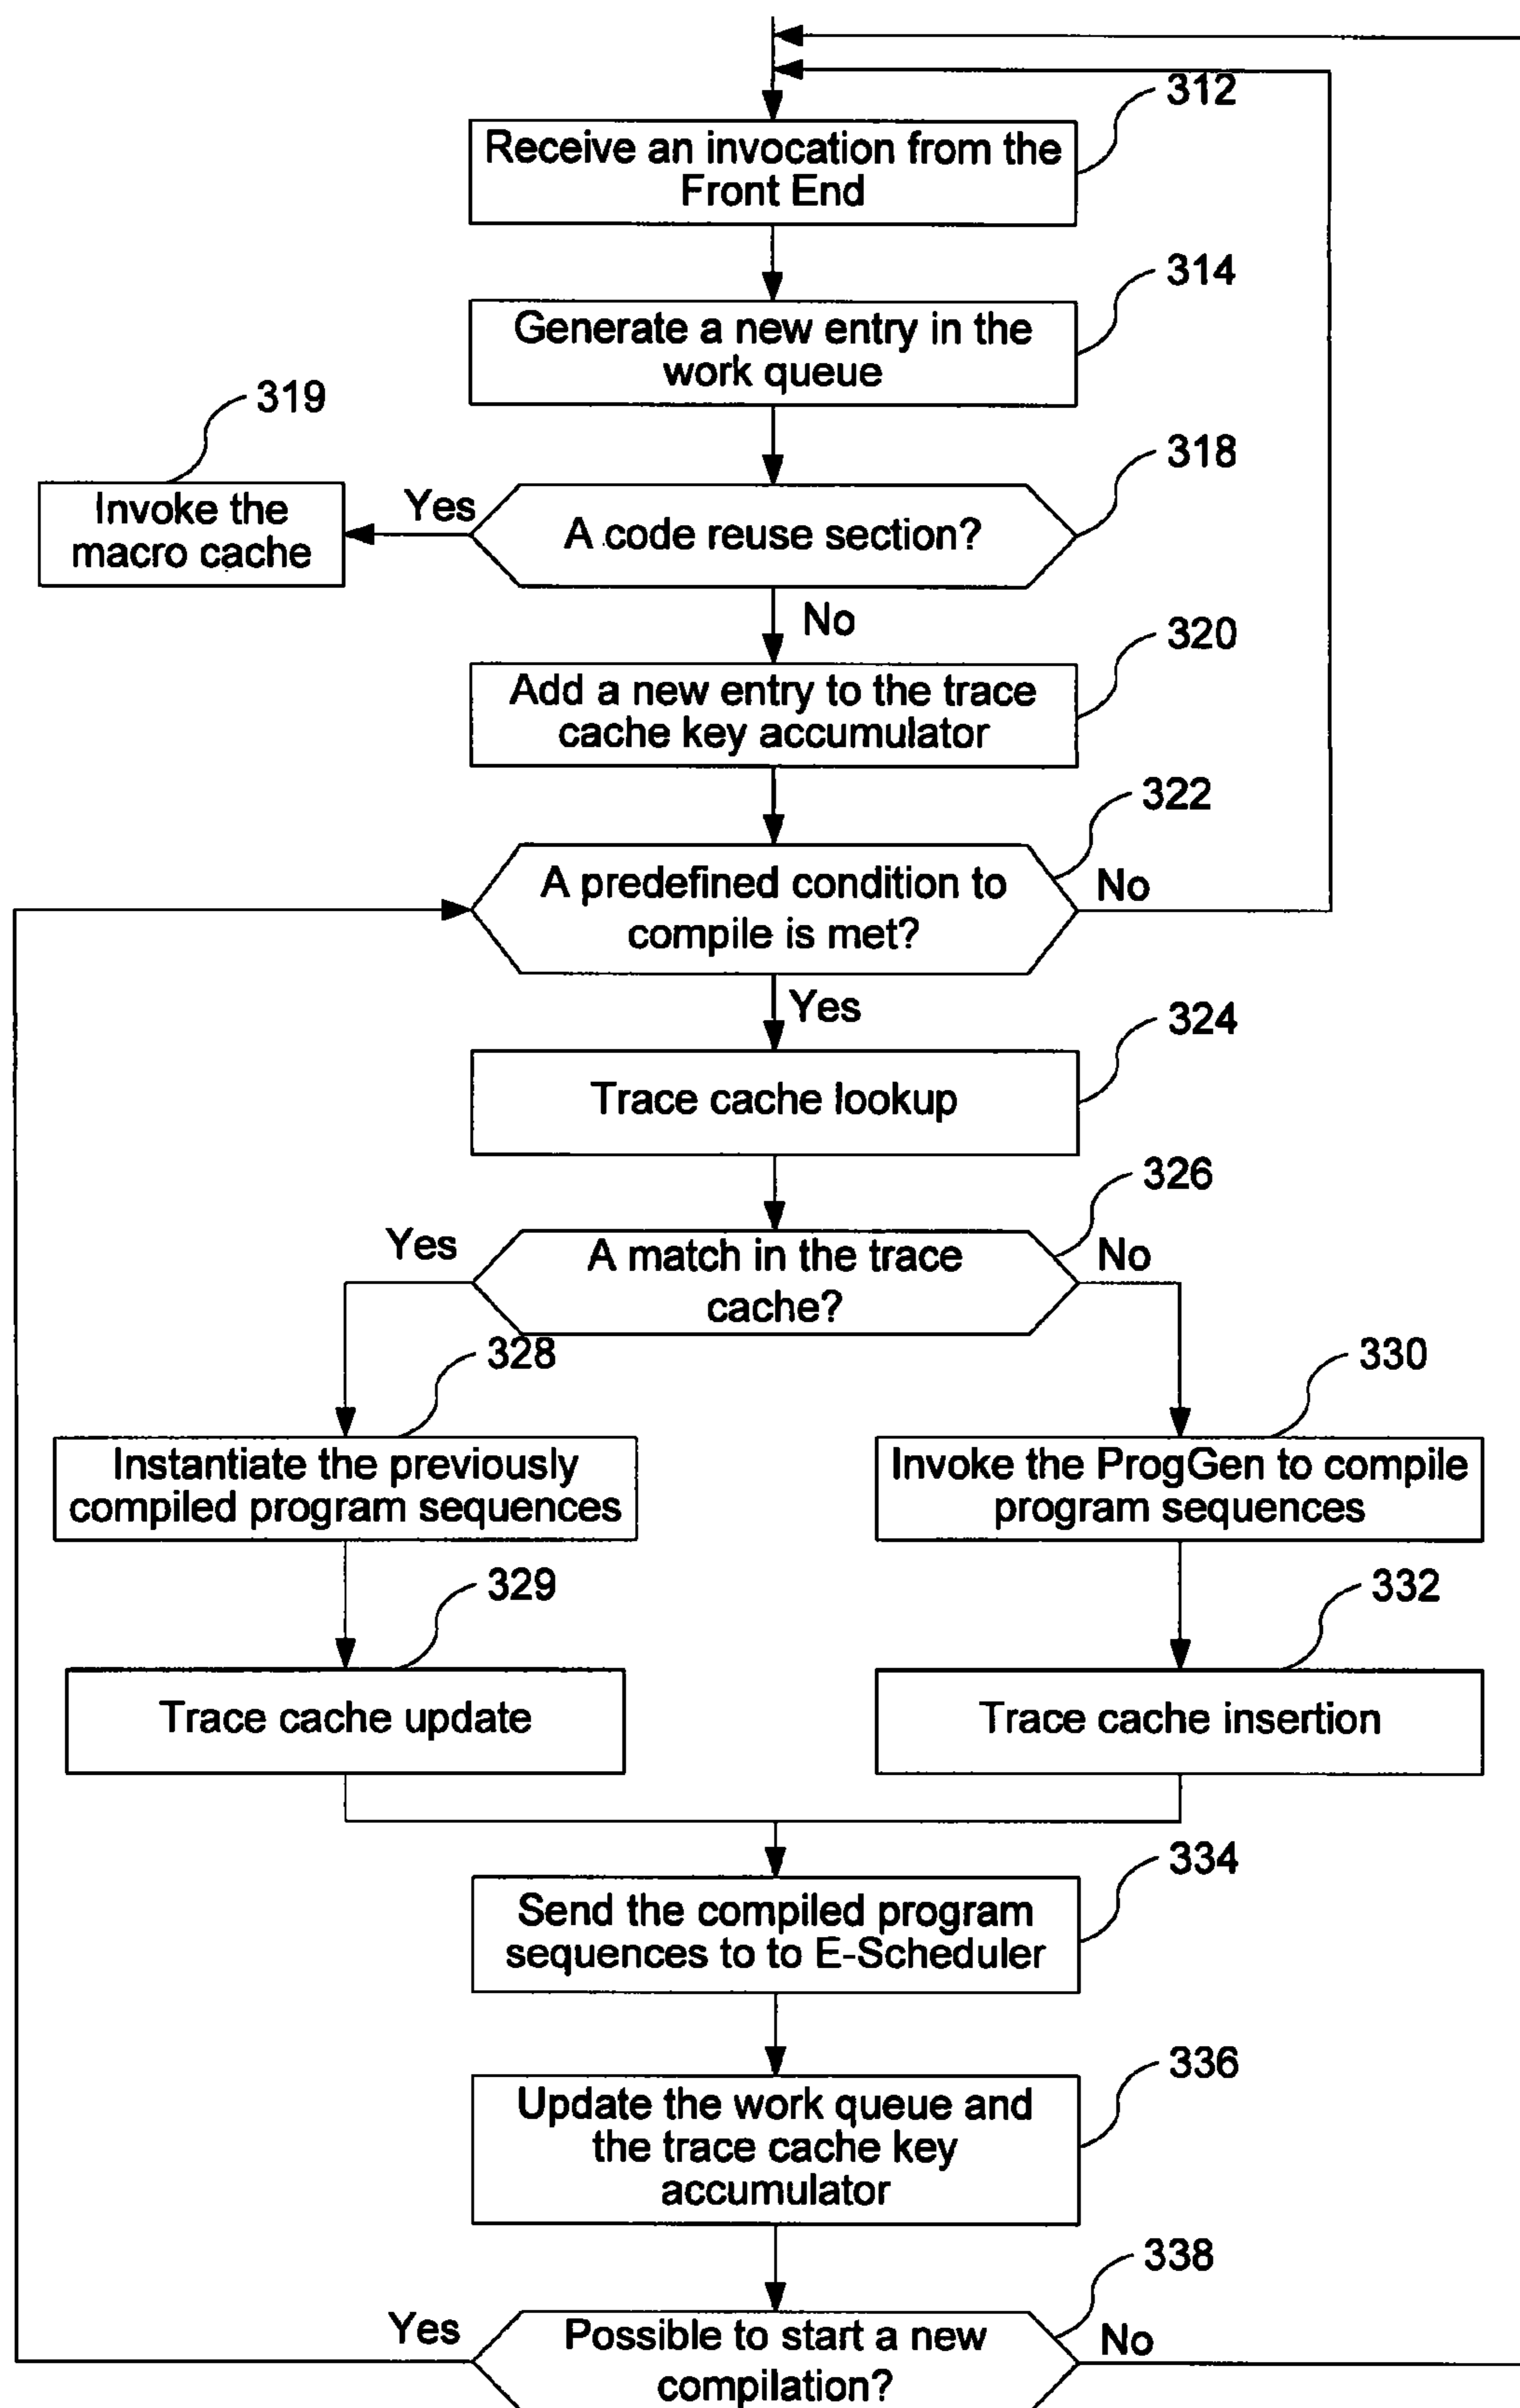 312
Receive an invocation from the
Front End
314
Generate a new entry in the
work queue
319
318
Invoke the
macro cache
Yes
A code reuse section?
No
320
Add a new entry to the trace
cache key accumulator
322
A predefined condition to
compile is met?
No
Yes
324
Trace cache lookup
326
Yes
A match in the trace
cache?
No
328
330
Instantiate the previously
compiled program sequences
Invoke the ProgGen to compile
program sequences
329
332
Trace cache update
Trace cache insertion
334
Send the compiled program
sequences to to E-Scheduler
336
Update the work queue and
the trace cache key
accumulator
338
Yes
Possible to start a new
compilation?
No